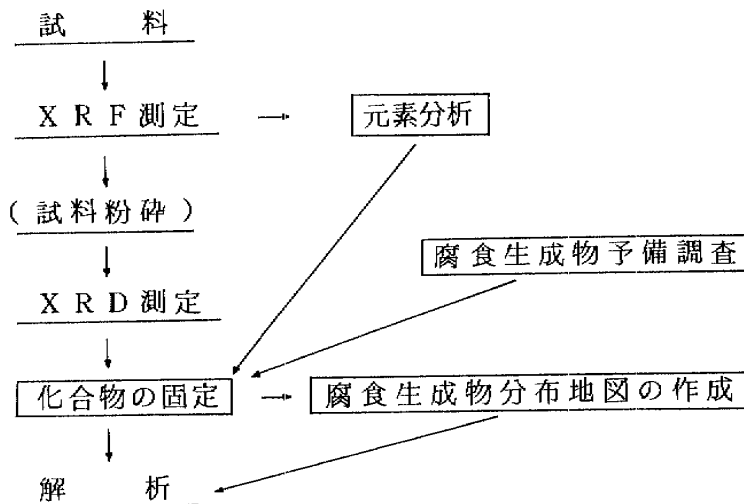 試料
XRF測定
元素分析
(試料粉砕)
腐食生成物予備調査
XRD測定
化合物の固定
腐食生成物分布地図の作成
解析